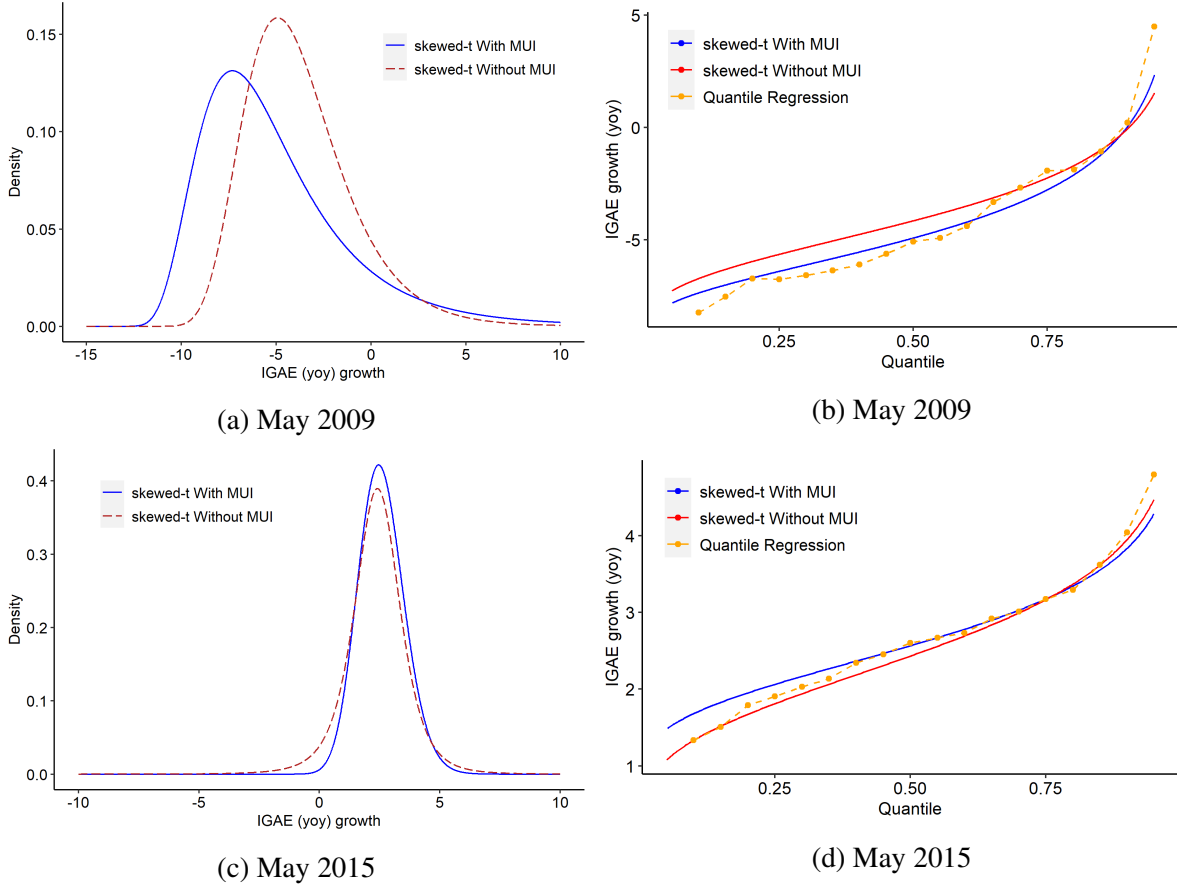 0.15
0.10
0.05
0.00
Density
skewed-t With MUI
skewed-t Without MUI
-15
-10
-5
0
5
10
IGAE (yoy) growth
(a) May 2009
5
0
-5
IGAE growth (yoy)
skewed-t With MUI
skewed-t Without MUI
Quantile Regression
0.25
0.50
0.75
Quantile
(b) May 2009
0.4
0.3
0.2
0.1
0.0
Density
skewed-t With MUI
skewed-t Without MUI
-10
-5
0
5
10
IGAE (yoy) growth
(c) May 2015
4
3
2
1
IGAE growth (yoy)
skewed-t With MUI
skewed-t Without MUI
Quantile Regression
0.25
0.50
0.75
Quantile
(d) May 2015